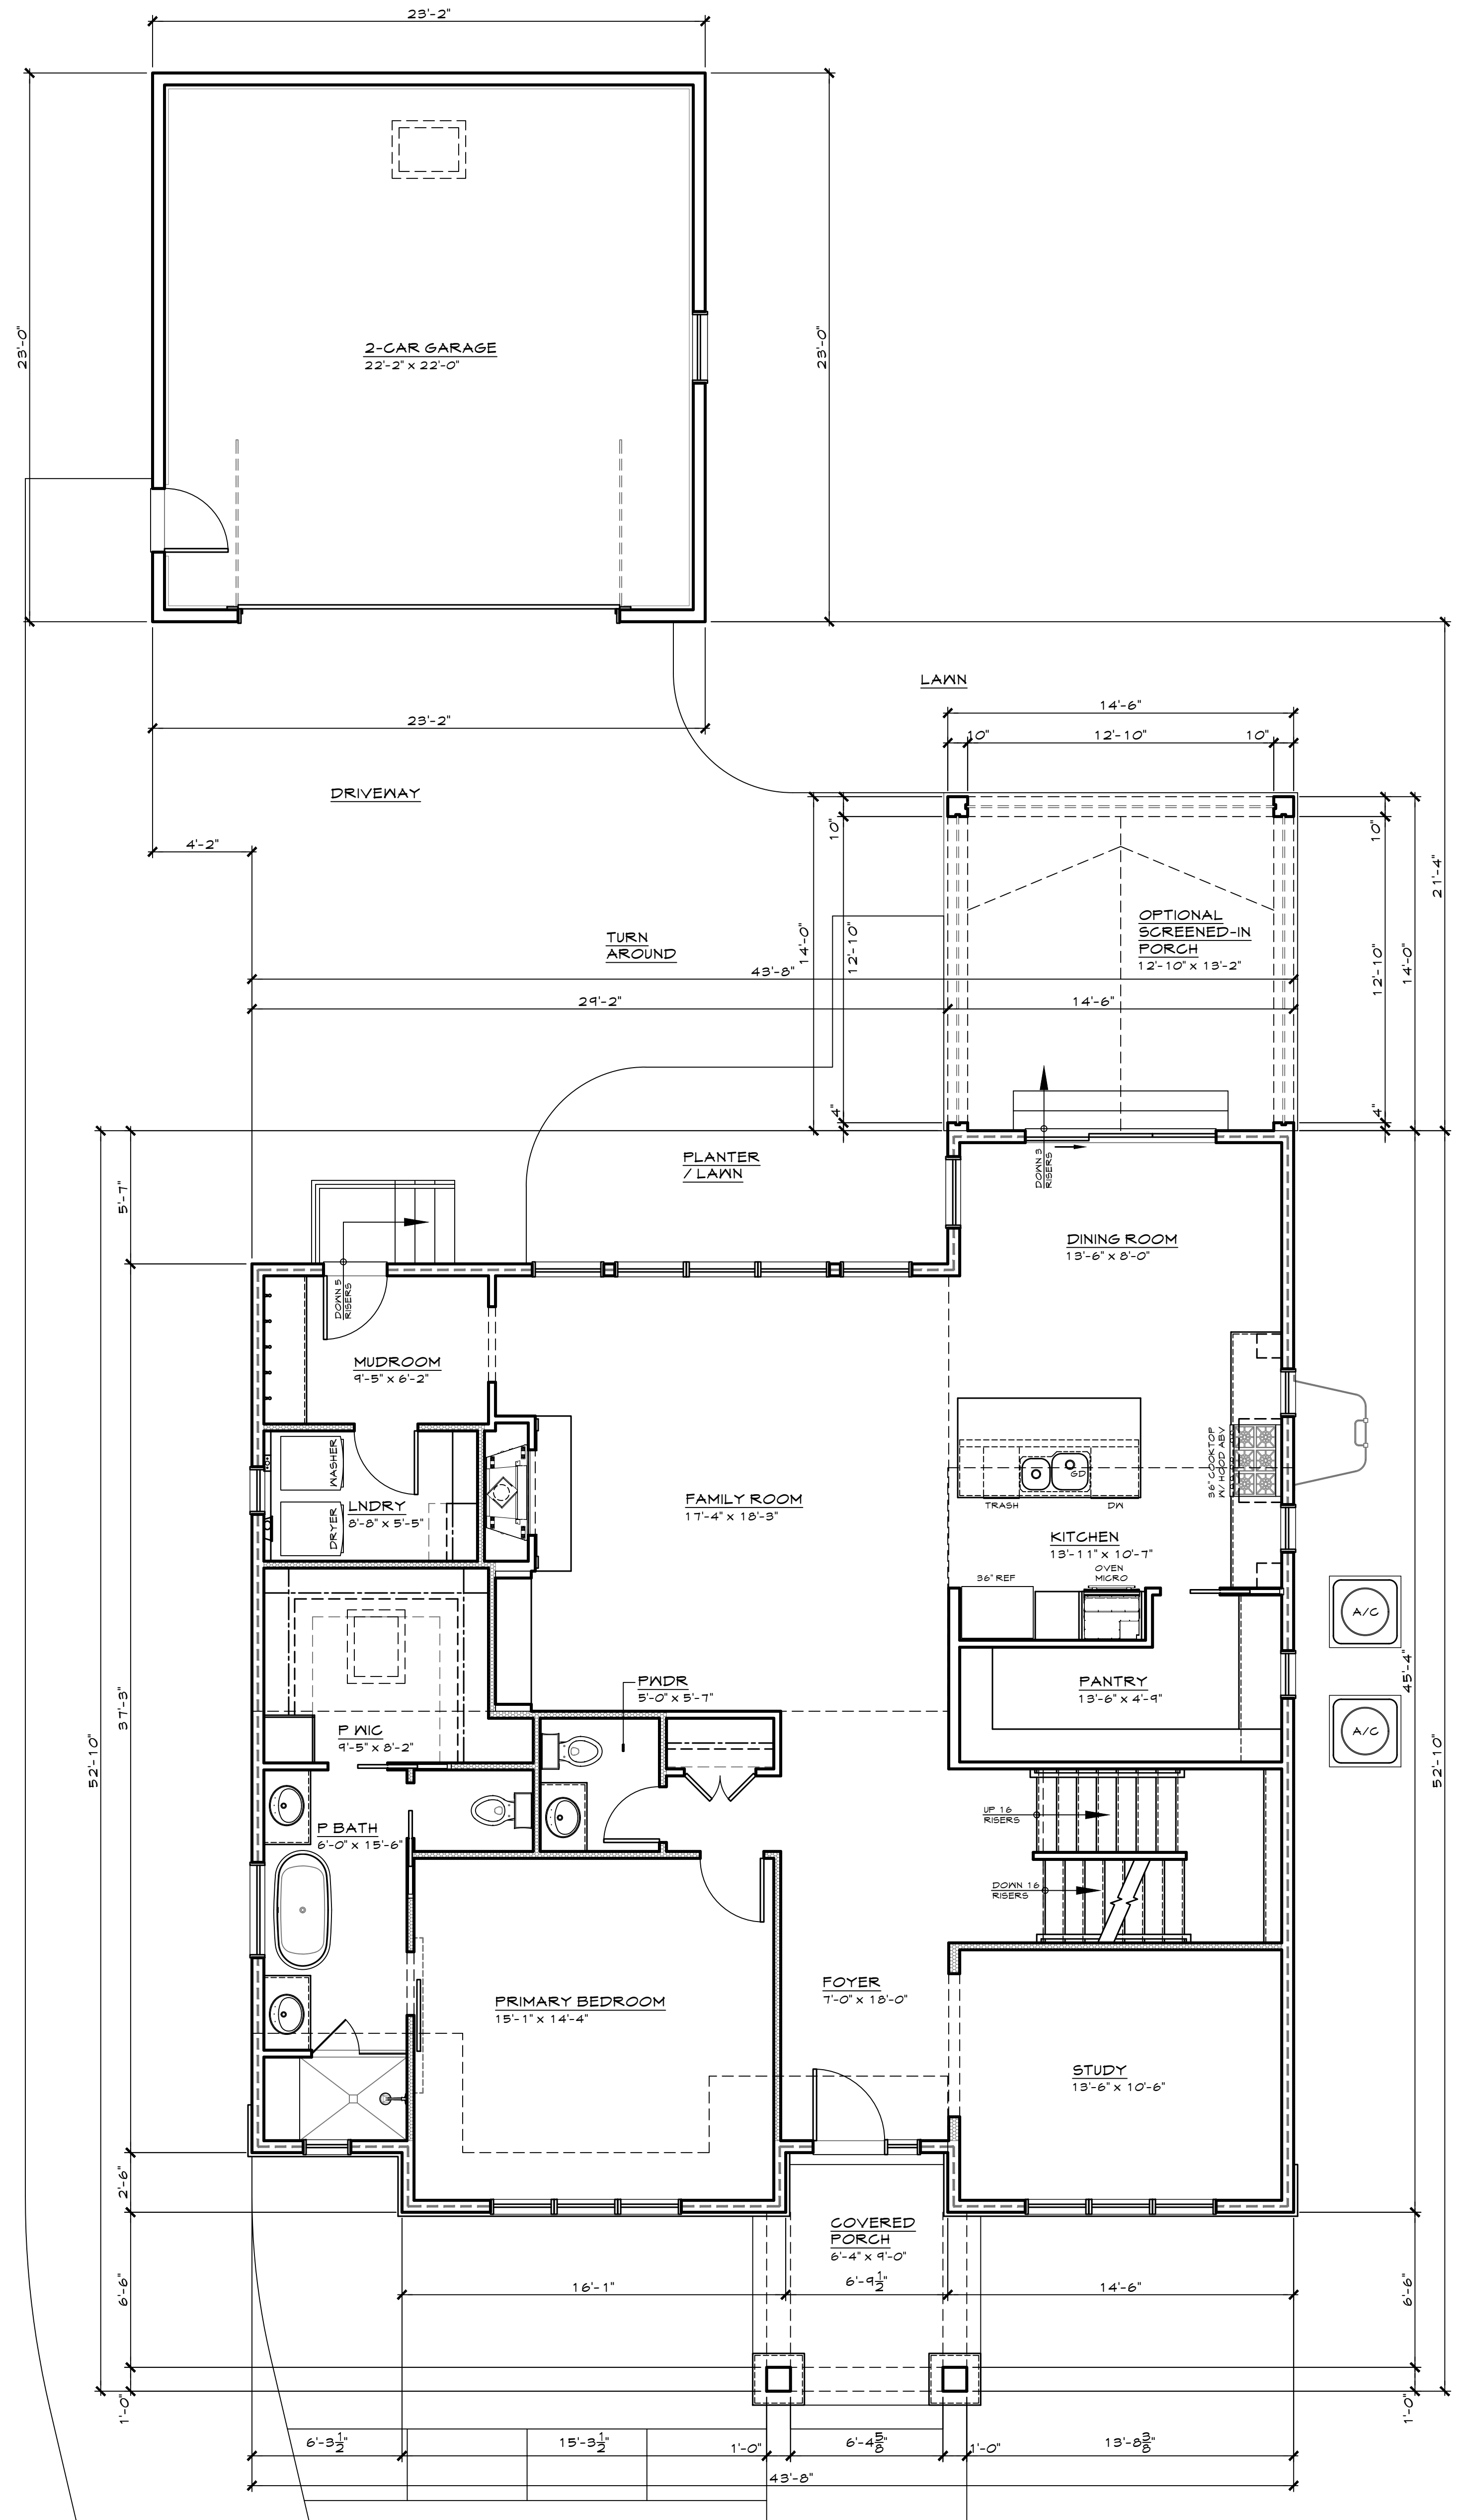 23'-2"
23'-0"
23'-0"
2-CAR GARAGE
22'-2" x 22'-0"
LAWN
14'-6"
23'-2"
10"
12'-10"
10"
DRIVEWAY
4'-2"
10"
10"
21'-4"
OPTIONAL
SCREENED-IN
PORCH
12'-10" x 13'-2"
TURN
AROUND
14'-0"
12'-10"
12'-10"
14'-0"
43'-8"
29'-2"
14'-6"
4"
4"
5'-7"
PLANTER
/ LAWN
DOWN 3
RISERS
DINING ROOM
13'-6" x 8'-0"
DOWN 5
RISERS
MUDROOM
9'-5" x 6'-2"
WASHER
DRYER
LNDRY
8'-8" x 5'-5"
FAMILY ROOM
17'-4" x 18'-3"
GD
TRASH
DW
36" COOKTOP
W/ HOOD ABV
KITCHEN
13'-11" x 10'-7"
36" REF
OVEN
MICRO
A/C
PANTRY
13'-6" x 4'-9"
PWDR
5'-0" x 5'-7"
45'-4"
37'-3"
P WIC
9'-5" x 8'-2"
A/C
52'-10"
52'-10"
UP 16
RISERS
P BATH
6'-0" x 15'-6"
DOWN 16
RISERS
FOYER
7'-0" x 18'-0"
PRIMARY BEDROOM
15'-1" x 14'-4"
STUDY
13'-6" x 10'-6"
2'-6"
COVERED
PORCH
6'-4" x 9'-0"
6'-6"
16'-1"
6'-9 1/2"
14'-6"
6'-6"
1'-0"
1'-0"
6'-3 1/2"
15'-3 1/2"
1'-0"
6'-4 5/8"
1'-0"
13'-8 3/8"
43'-8"